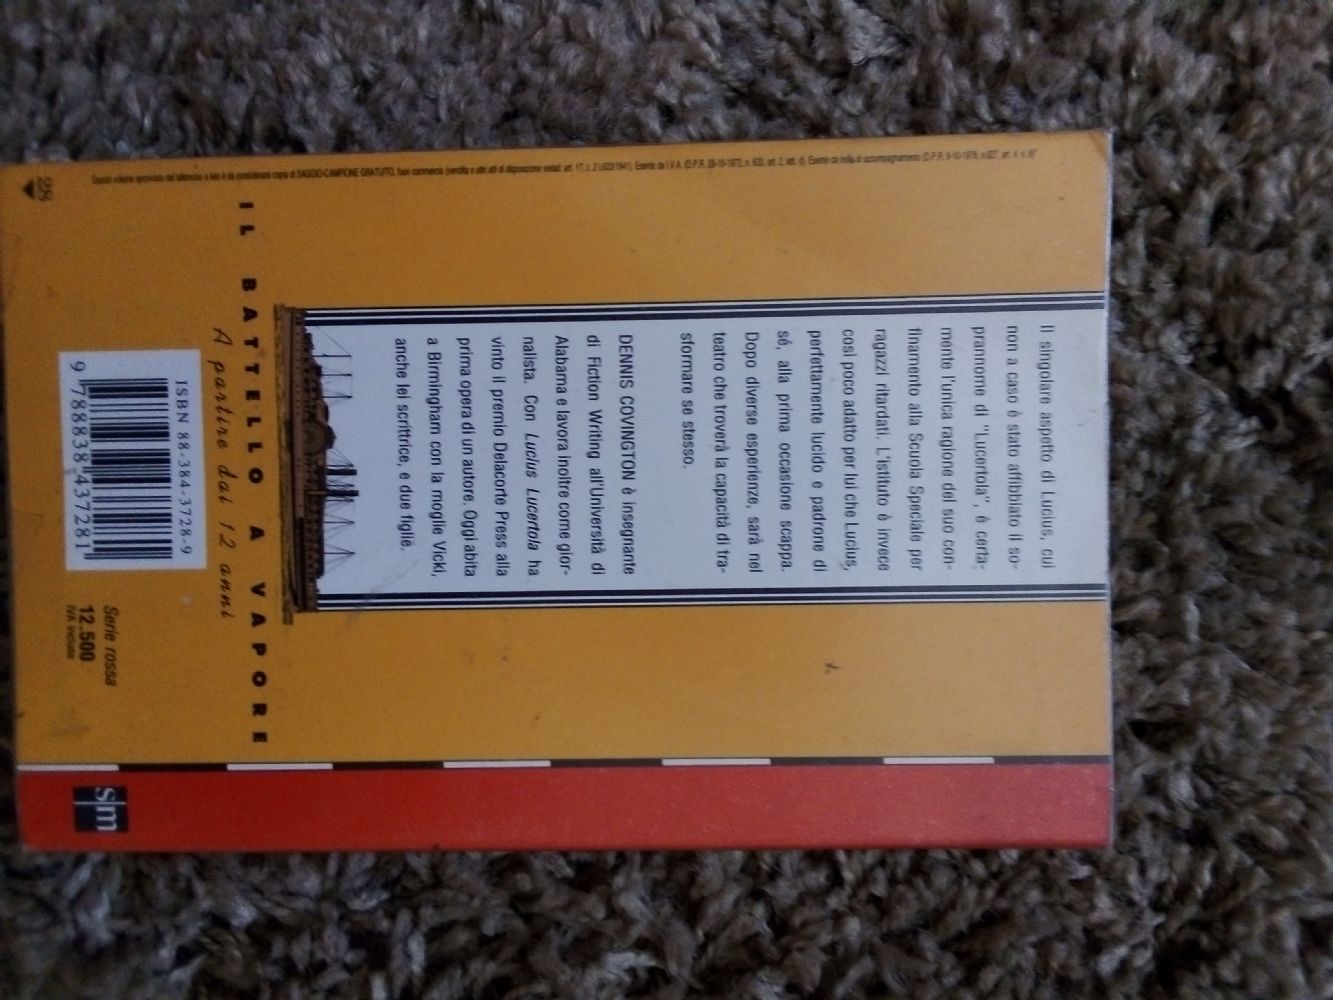 Il singolare aspetto di Lucius, cui
non a caso è stato affibbiato il so-
prannome di "Lucertola", è certa-
mente l'unica ragione del suo con-
finamento alla Scuola Speciale per
ragazzi ritardati. L'istituto è invece
così poco adatto per lui che Lucius,
perfettamente lucido e padrone di
sé, alla prima occasione scappa.
Dopo diverse esperienze, sarà nel
teatro che troverà la capacità di tra-
sformare se stesso.
DENNIS COVINGTON è insegnante
di Fiction Writing all'Università di
Alabama e lavora inoltre come gior-
nalista. Con Lucius Lucertola ha
vinto il premio Delacorte Press alla
prima opera di un autore. Oggi abita
a Birmingham con la moglie Vicki,
anche lei scrittrice, e due figlie.
IL BATTELLO A VAPORE
A partire dai 12 anni
ISBN 88-384-3728-9
9 788838 437281
Serie rossa
12.500
IVA inclusa
sm
28